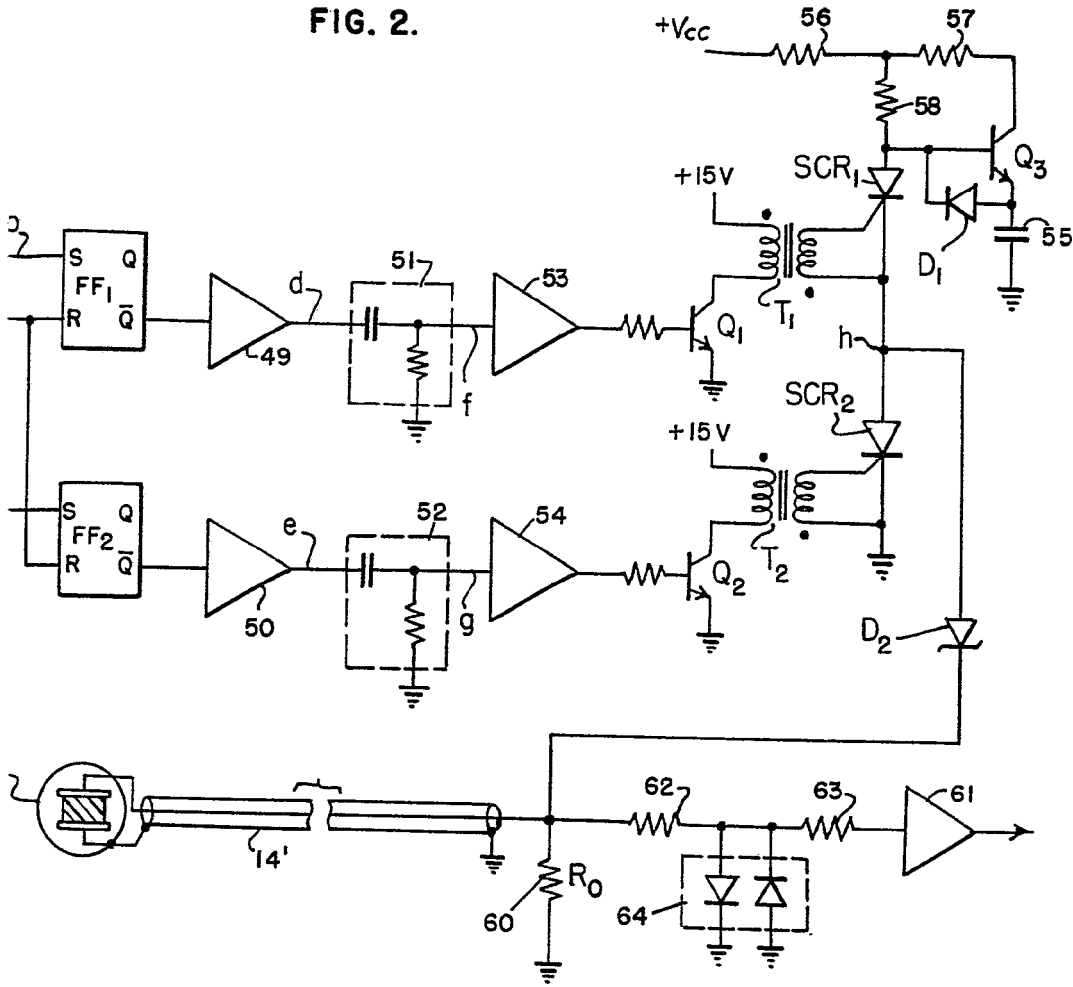 FIG. 2.
+Vcc
56
57
58
SCR1
Q3
+15V
55
D1
T1
S Q
FF1
R Q̅
49
d
51
f
53
Q1
h
SCR2
+15V
S Q
FF2
R Q̅
50
e
52
g
54
Q2
T2
D2
14'
60
R0
62
63
61
64